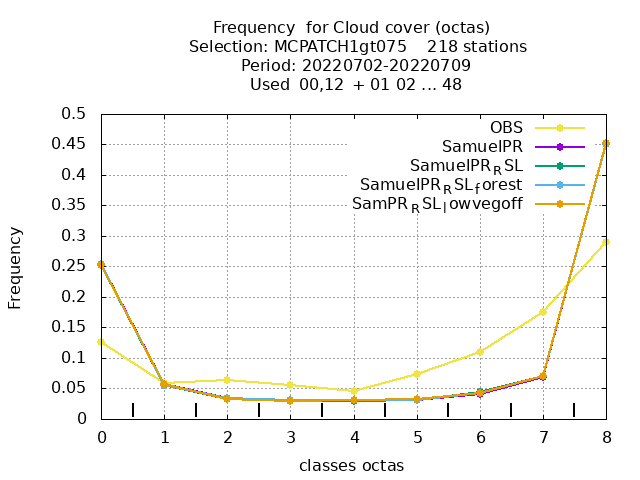 Frequency  for Cloud cover (octas)
Selection: MCPATCH1gt075    218 stations
Period: 20220702-20220709
Used  00,12  + 01 02 ... 48
0.5
OBS
0.45
SamuelPR
SamuelPR_RSL
0.4
SamuelPR_RSL_forest
SamPR_RSL_lowvegoff
0.35
0.3
0.25
0.2
0.15
0.1
0.05
0
Frequency
0 1 2 3 4 5 6 7 8
classes octas